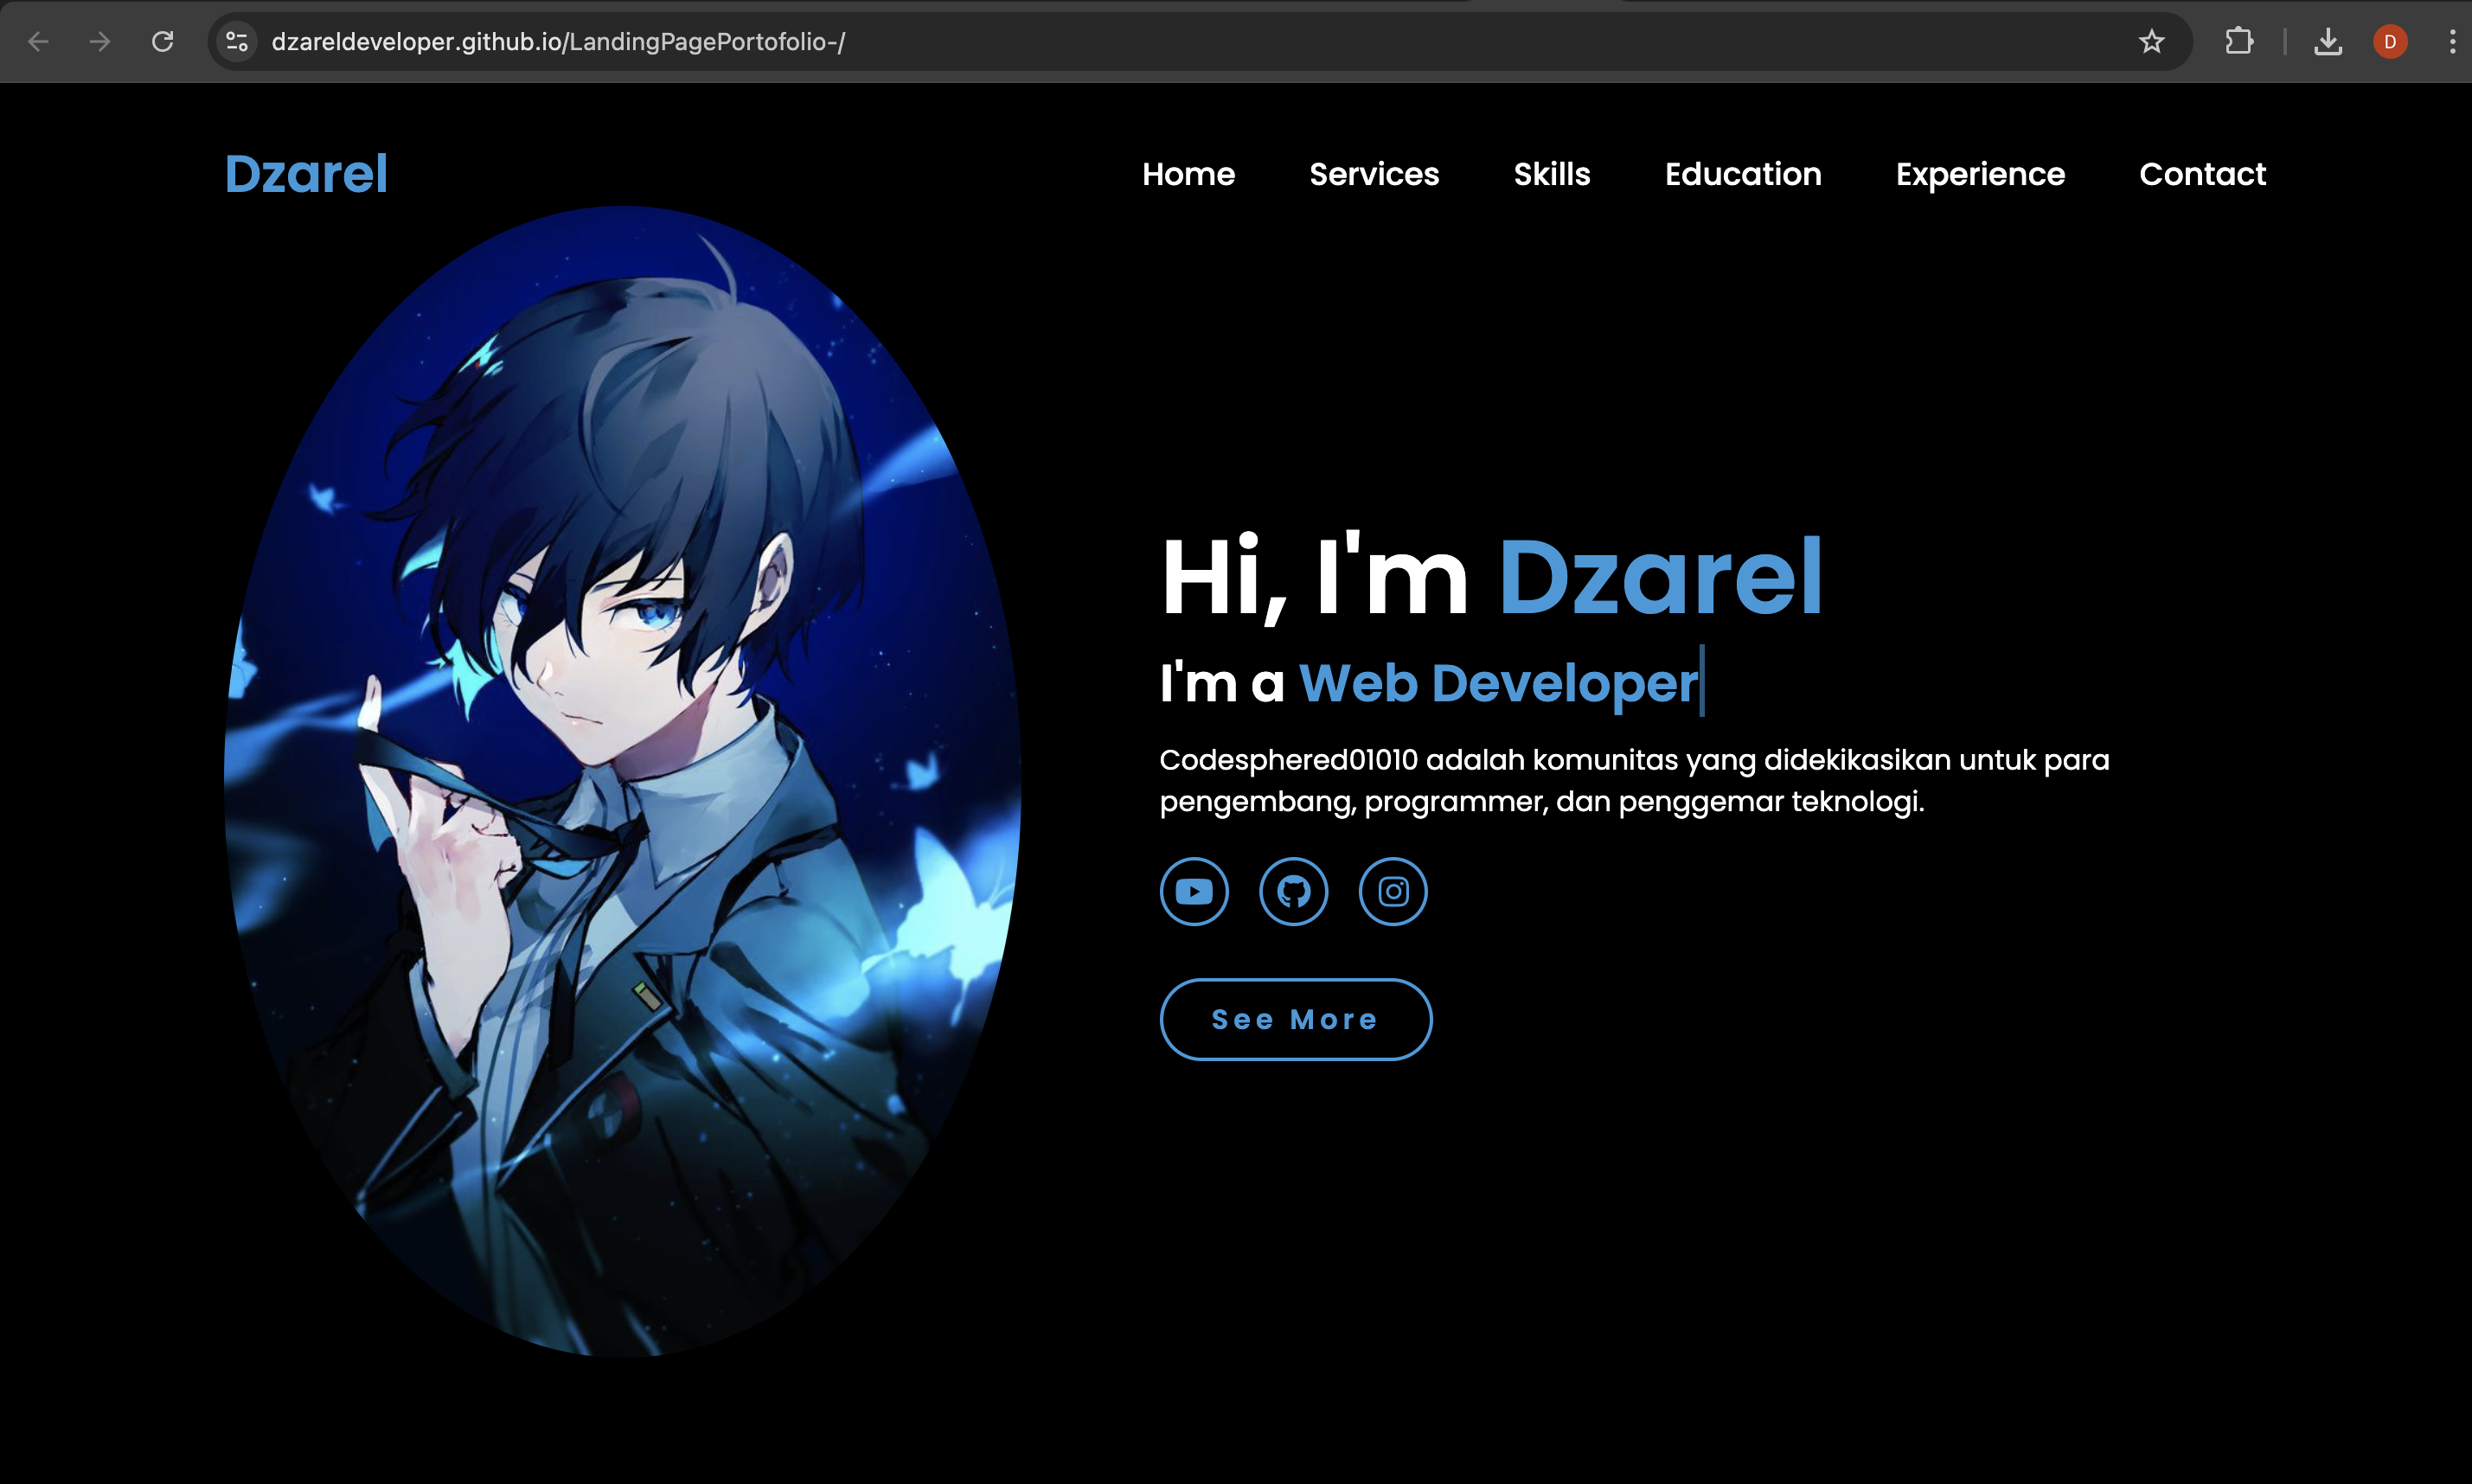 dzareldeveloper.github.io/LandingPagePortofolio-/
D
Dzarel
Home Services Skills Education Experience Contact
Hi, I'm Dzarel
I'm a Web Developer
Codesphered01010 adalah komunitas yang didekikasikan untuk para
pengembang, programmer, dan penggemar teknologi.
See More